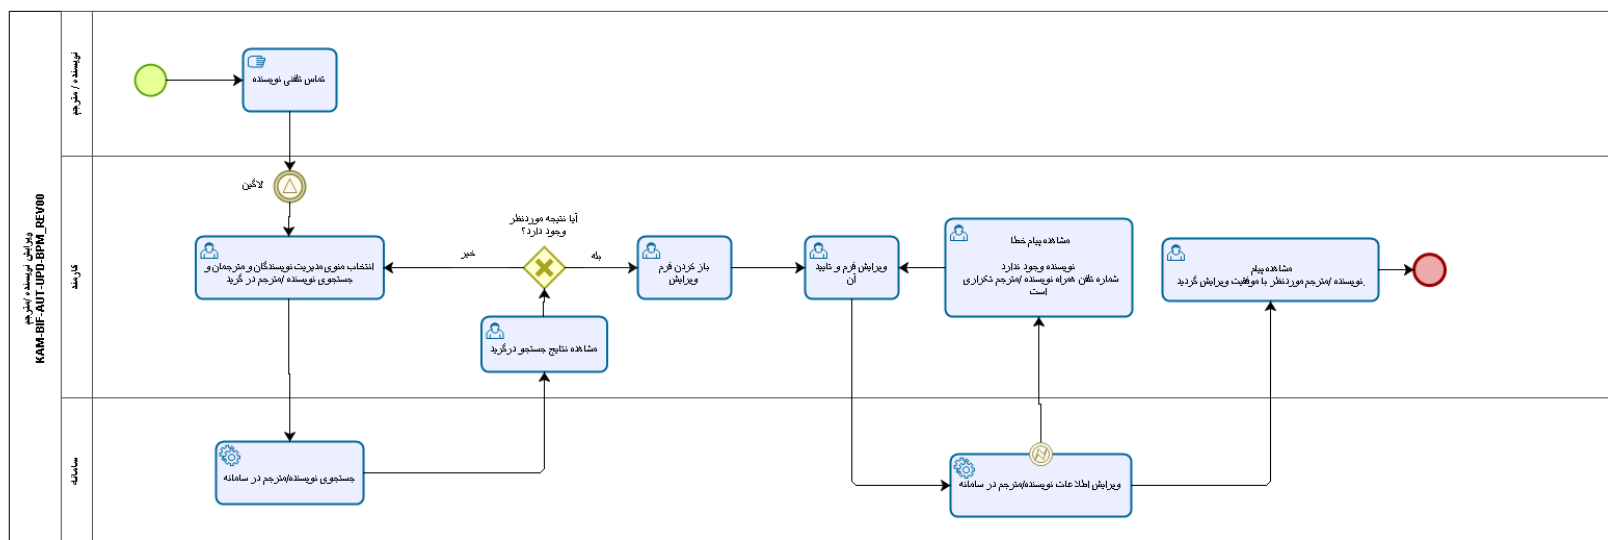 ویرایش نویسنده /مترجم
KAM-BIF-AUT-UPD-BPM_REV00
نویسنده / مترجم
تماس تلفنی نویسنده
کارمند
لاگین
انتخاب منوی مدیریت نویسندگان و مترجمان و
جستجوی نویسنده /مترجم در گرید
خیر
آیا نتیجه موردنظر
وجود دارد؟
بله
مشاهده نتایج جستجو درگرید
باز کردن فرم
ویرایش
ویرایش فرم و تایید
آن
مشاهده پیام خطا
نویسنده وجود ندارد
شماره تلفن همراه نویسنده /مترجم تکراری
است
مشاهده پیام
نویسنده /مترجم موردنظر با موفقیت ویرایش گردید.
سامانه
جستجوی نویسنده/مترجم در سامانه
ویرایش اطلاعات نویسنده/مترجم در سامانه